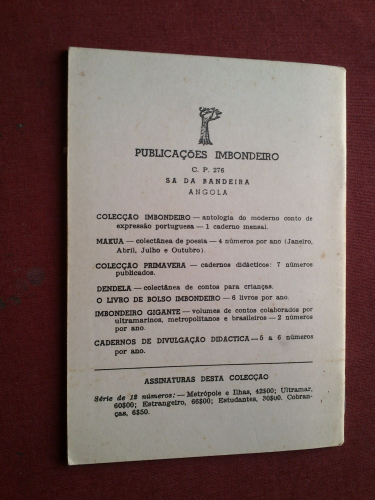 PUBLICAÇÕES IMBONDEIRO
C. P. 276
SA DA BANDEIRA
ANGOLA
COLECÇÃO IMBONDEIRO — antologia do moderno conto de
expressão portuguesa — 1 caderno mensal.
MAKUA — colectânea de poesia — 4 números por ano (Janeiro,
Abril, Julho e Outubro).
COLECÇÃO PRIMAVERA — cadernos didácticos: 7 números
publicados.
DENDELA — colectânea de contos para crianças.
O LIVRO DE BOLSO IMBONDEIRO — 6 livros por ano.
IMBONDEIRO GIGANTE — volumes de contos colaborados por
ultramarinos, metropolitanos e brasileiros — 2 números
por ano.
CADERNOS DE DIVULGAÇÃO DIDACTICA — 5 a 6 números
por ano.
ASSINATURAS DESTA COLECÇÃO
Série de 12 números: — Metrópole e Ilhas, 42$00; Ultramar,
60$00; Estrangeiro, 66$00; Estudantes, 30$00. Cobran-
ças, 6$50.